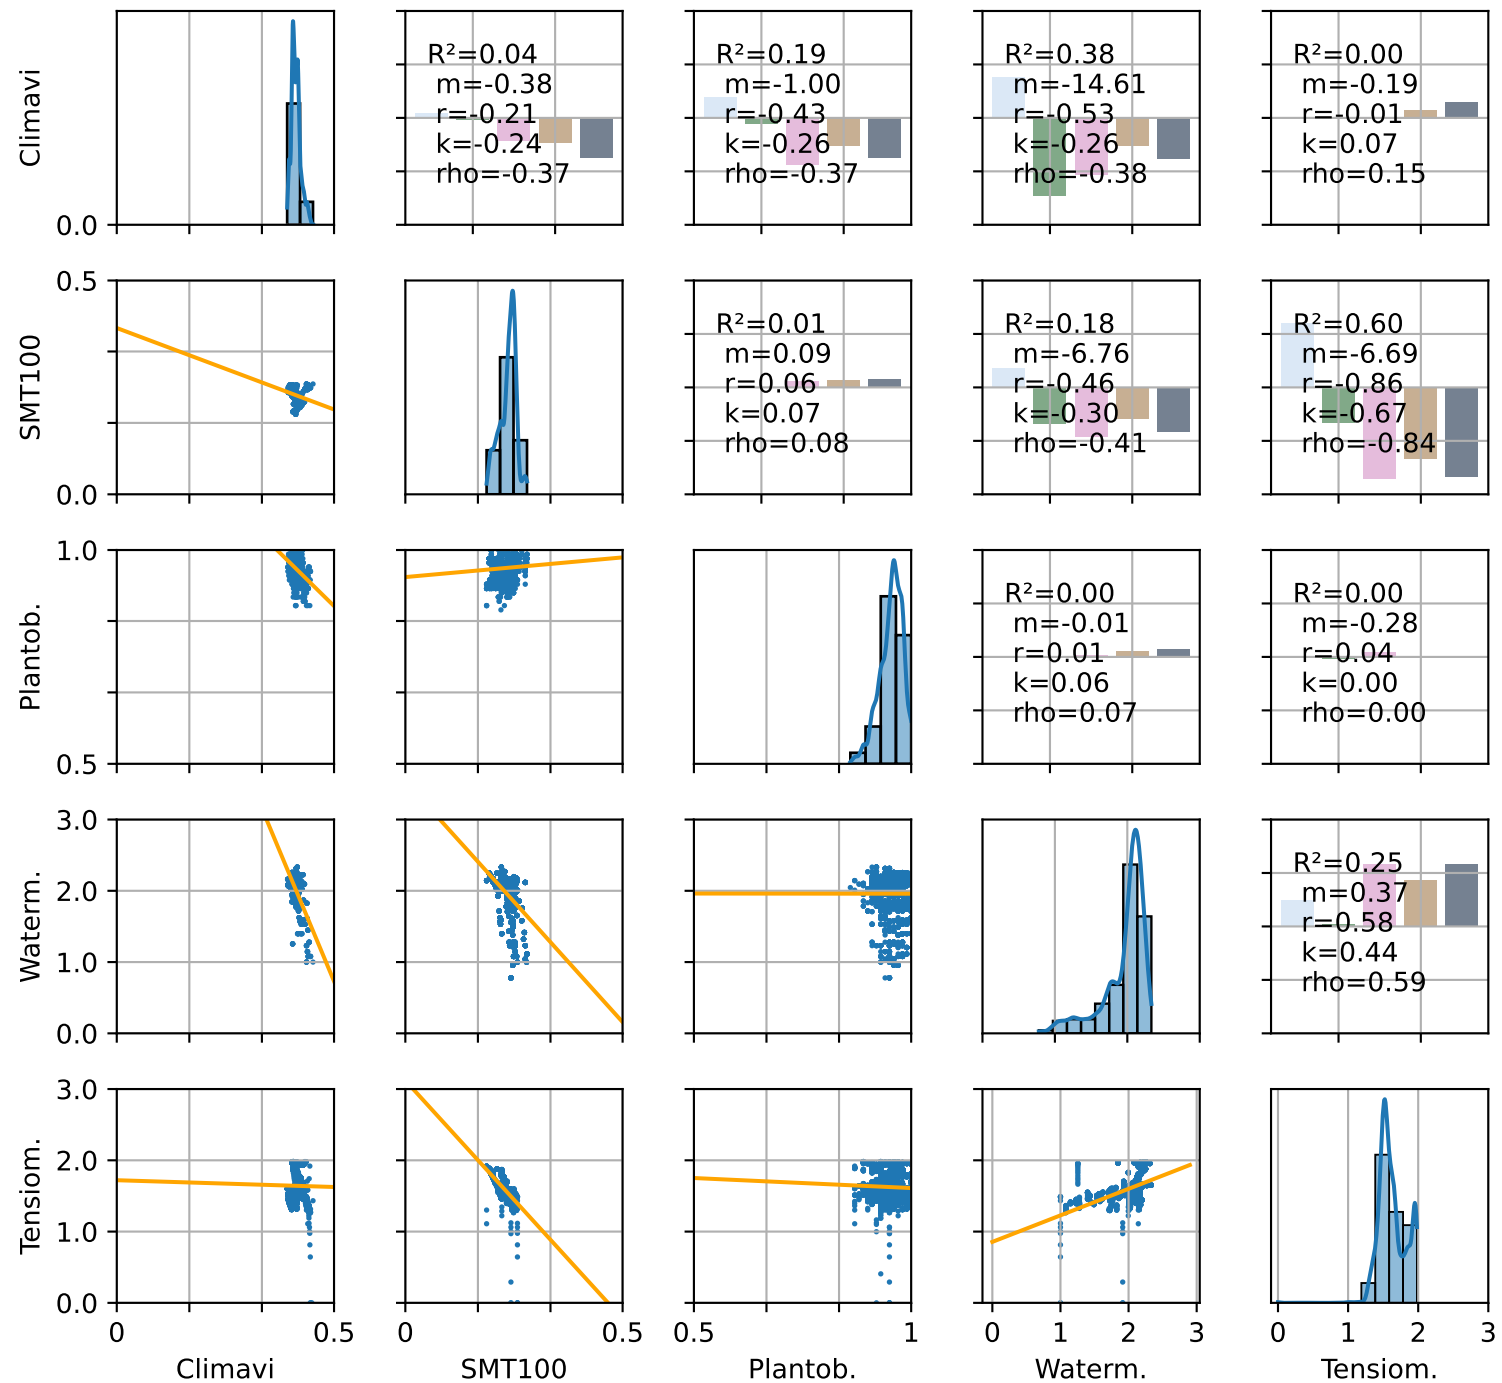 Climavi
0.0
R²=0.04
m=-0.38
r=-0.21
k=-0.24
rho=-0.37
R²=0.19
m=-1.00
r=-0.43
k=-0.26
rho=-0.37
R²=0.38
m=-14.61
r=-0.53
k=-0.26
rho=-0.38
R²=0.00
m=-0.19
r=-0.01
k=0.07
rho=0.15
SMT100
0.5
0.0
R²=0.01
m=0.09
r=0.06
k=0.07
rho=0.08
R²=0.18
m=-6.76
r=-0.46
k=-0.30
rho=-0.41
R²=0.60
m=-6.69
r=-0.86
k=-0.67
rho=-0.84
Plantob.
1.0
0.5
R²=0.00
m=-0.01
r=0.01
k=0.06
rho=0.07
R²=0.00
m=-0.28
r=0.04
k=0.00
rho=0.00
Waterm.
3.0
2.0
1.0
0.0
R²=0.25
m=0.37
r=0.58
k=0.44
rho=0.59
Tensiom.
3.0
2.0
1.0
0.0
0 0.5
0 0.5
0.5 1
0 1 2 3
0 1 2 3
Climavi
SMT100
Plantob.
Waterm.
Tensiom.